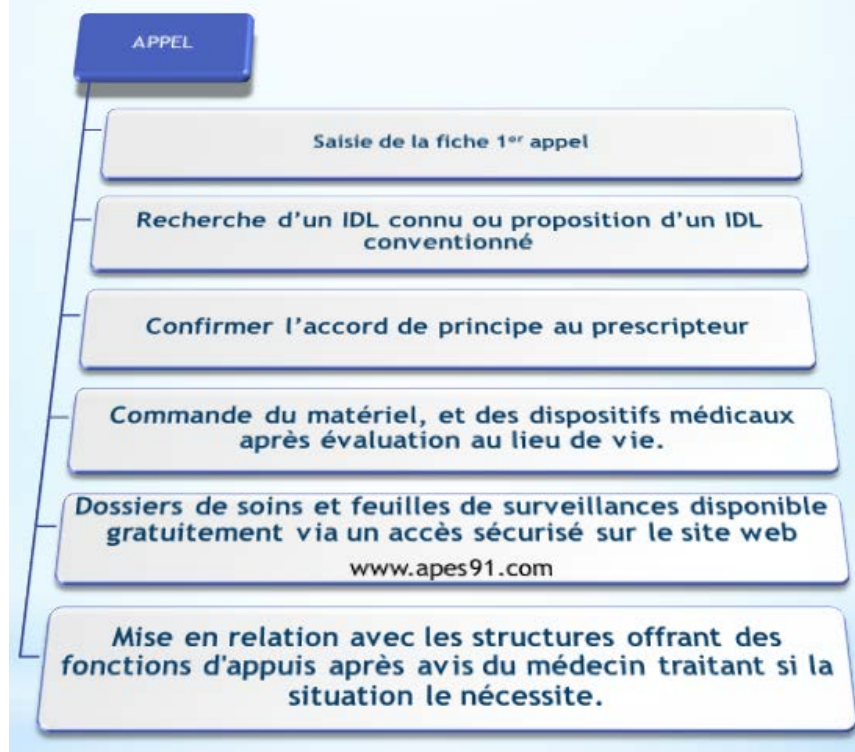 APPEL
Saisie de la fiche 1er appel
Recherche d’un IDL connu ou proposition d’un IDL
conventionné
Confirmer l’accord de principe au prescripteur
Commande du matériel, et des dispositifs médicaux
après évaluation au lieu de vie.
Dossiers de soins et feuilles de surveillances disponible
gratuitement via un accès sécurisé sur le site web
www.apes91.com
Mise en relation avec les structures offrant des
fonctions d'appuis après avis du médecin traitant si la
situation le nécessite.